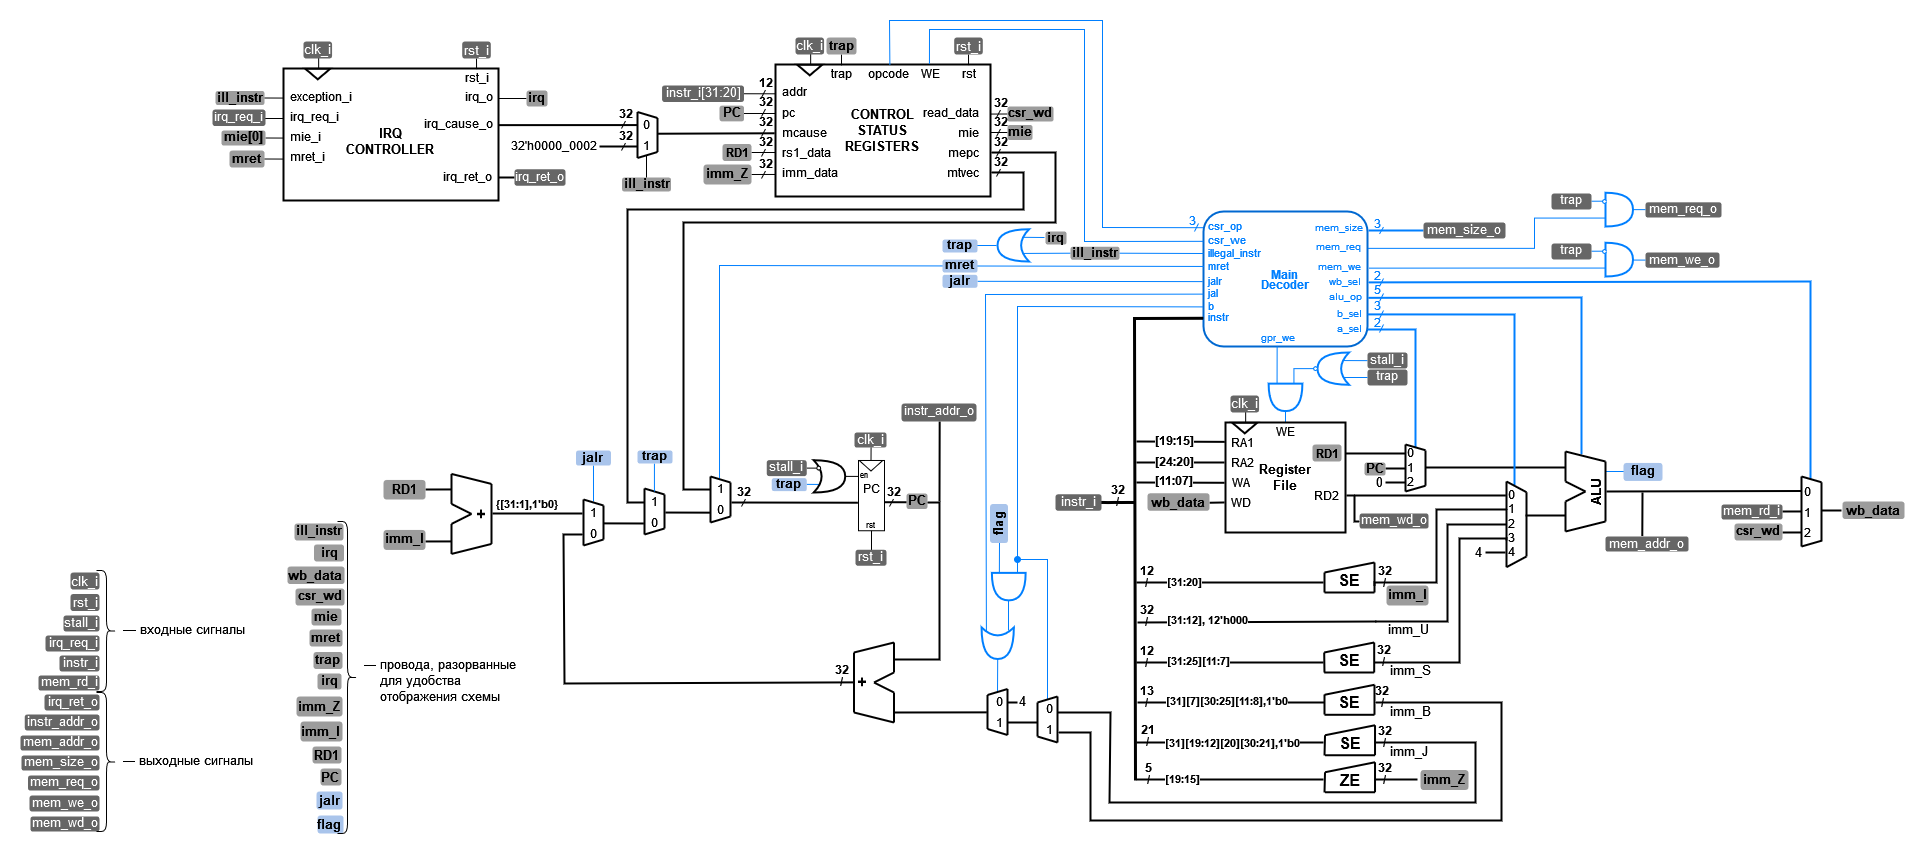 clk_i
rst_i
rst_i
exception_i
irq_req_i
mie_i
mret_i
IRQ
CONTROLLER
irq_o
irq_cause_o
irq_ret_o
ill_instr
irq_req_i
mie[0]
mret
irq
irq_ret_o
32
32
32'h0000_0002
0
1
ill_instr
clk_i
trap
rst_i
trap
opcode
WE
rst
instr_i[31:20]
12
addr
PC
32
pc
32
mcause
RD1
32
rs1_data
imm_Z
32
imm_data
CONTROL
STATUS
REGISTERS
read_data
32
csr_wd
mie
32
mie
mepc
32
mtvec
32
trap
irq
ill_instr
mret
jalr
3
csr_op
csr_we
illegal_instr
mret
jalr
jal
b
instr
Main
Decoder
mem_size
mem_req
mem_we
wb_sel
alu_op
b_sel
a_sel
gpr_we
3
2
5
3
2
mem_size_o
trap
mem_req_o
trap
mem_we_o
stall_i
trap
clk_i
WE
RA1
RA2
WA
WD
Register
File
RD1
RD2
[19:15]
[24:20]
[11:07]
wb_data
instr_i
32
PC
0
0
1
2
mem_wd_o
0
1
2
3
4
4
ALU
flag
mem_addr_o
mem_rd_i
csr_wd
0
1
2
wb_data
instr_addr_o
clk_i
stall_i
trap
en
PC
rst
rst_i
32
PC
jalr
trap
RD1
imm_I
+
{[31:1],1'b0}
1
0
1
0
1
0
32
flag
32
+
0
1
4
0
1
12
[31:20]
SE
32
imm_I
32
[31:12], 12'h000
imm_U
12
[31:25][11:7]
SE
32
imm_S
13
[31][7][30:25][11:8],1'b0
SE
32
imm_B
21
[31][19:12][20][30:21],1'b0
SE
32
imm_J
5
[19:15]
ZE
32
imm_Z
clk_i
rst_i
stall_i
irq_req_i
instr_i
mem_rd_i
— входные сигналы
irq_ret_o
instr_addr_o
mem_addr_o
mem_size_o
mem_req_o
mem_we_o
mem_wd_o
— выходные сигналы
ill_instr
irq
wb_data
csr_wd
mie
mret
trap
irq
imm_Z
imm_I
RD1
PC
jalr
flag
— провода, разорванные
для удобства
отображения схемы